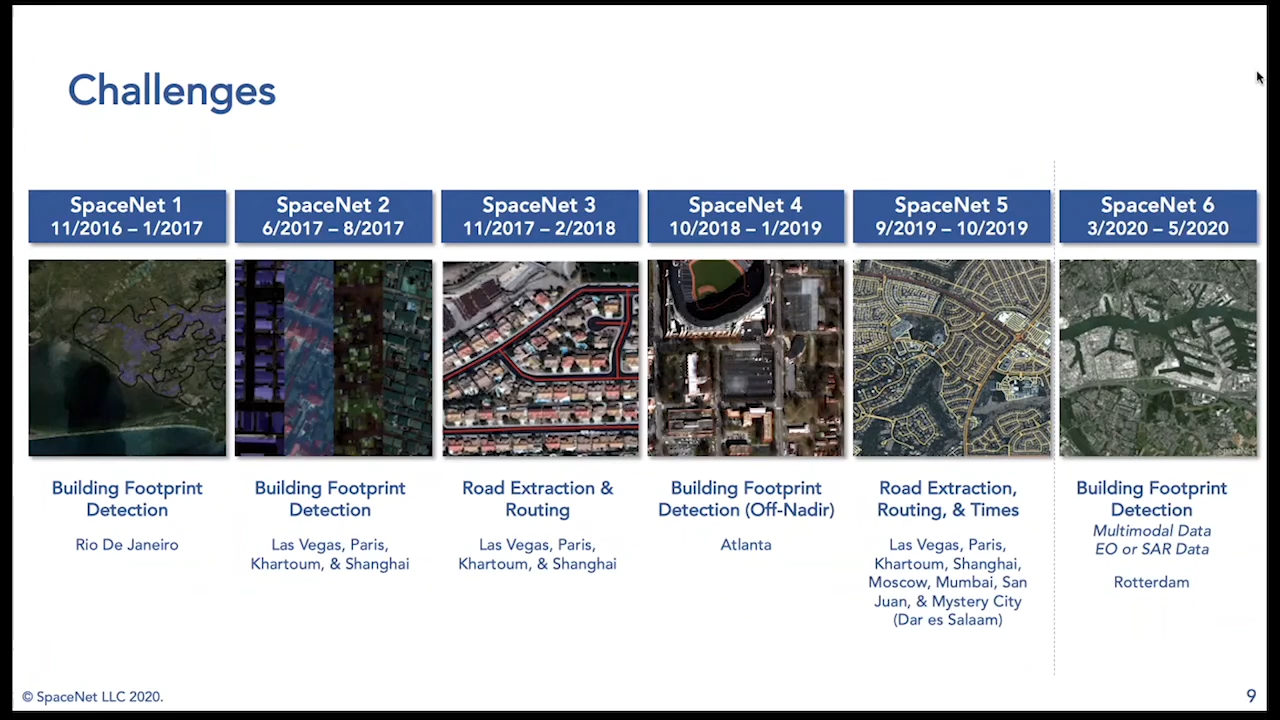 Challenges
SpaceNet 1
11/2016 – 1/2017
SpaceNet 2
6/2017 – 8/2017
SpaceNet 3
11/2017 – 2/2018
SpaceNet 4
10/2018 – 1/2019
SpaceNet 5
9/2019 – 10/2019
SpaceNet 6
3/2020 – 5/2020
Building Footprint
Detection
Rio De Janeiro
Building Footprint
Detection
Las Vegas, Paris,
Khartoum, & Shanghai
Road Extraction &
Routing
Las Vegas, Paris,
Khartoum, & Shanghai
Building Footprint
Detection (Off-Nadir)
Atlanta
Road Extraction,
Routing, & Times
Las Vegas, Paris,
Khartoum, Shanghai,
Moscow, Mumbai, San
Juan, & Mystery City
(Dar es Salaam)
Building Footprint
Detection
Multimodal Data
EO or SAR Data
Rotterdam
© SpaceNet LLC 2020.
9